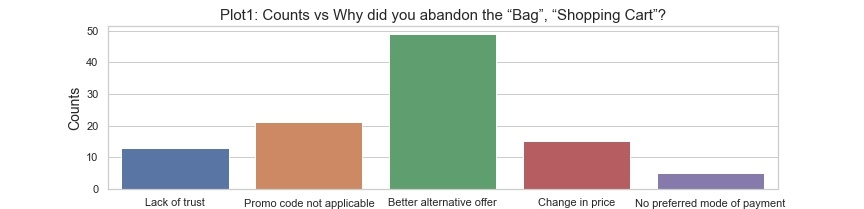 Plot1: Counts vs Why did you abandon the “Bag”, “Shopping Cart”?
50
40
30
20
10
0
Counts
Lack of trust
Promo code not applicable
Better alternative offer
Change in price
No preferred mode of payment